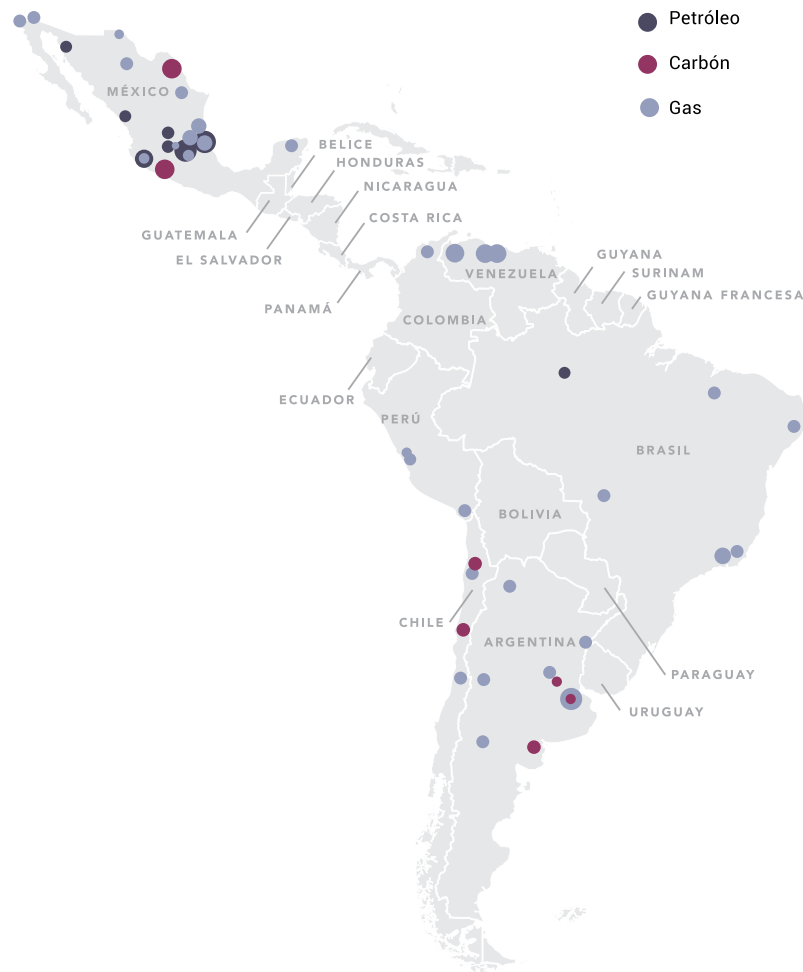 Petróleo
Carbón
Gas
MÉXICO
BELICE
HONDURAS
NICARAGUA
COSTA RICA
GUATEMALA
EL SALVADOR
PANAMÁ
VENEZUELA
GUYANA
SURINAM
GUYANA FRANCESA
COLOMBIA
ECUADOR
PERÚ
BRASIL
BOLIVIA
CHILE
ARGENTINA
PARAGUAY
URUGUAY